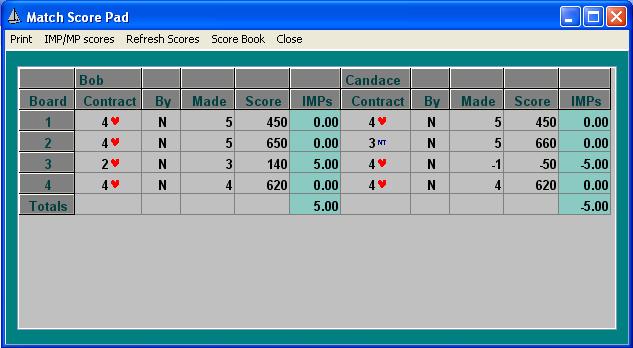 Match Score Pad
Print IMP/MP scores Refresh Scores Score Book Close
Bob Candace
Board Contract By Made Score IMPs Contract By Made Score IMPs
1 4♥ N 5 450 0.00 4♥ N 5 450 0.00
2 4♥ N 5 650 0.00 3 NT N 5 660 0.00
3 2♥ N 3 140 5.00 4♥ N -1 -50 -5.00
4 4♥ N 4 620 0.00 4♥ N 4 620 0.00
Totals 5.00 -5.00